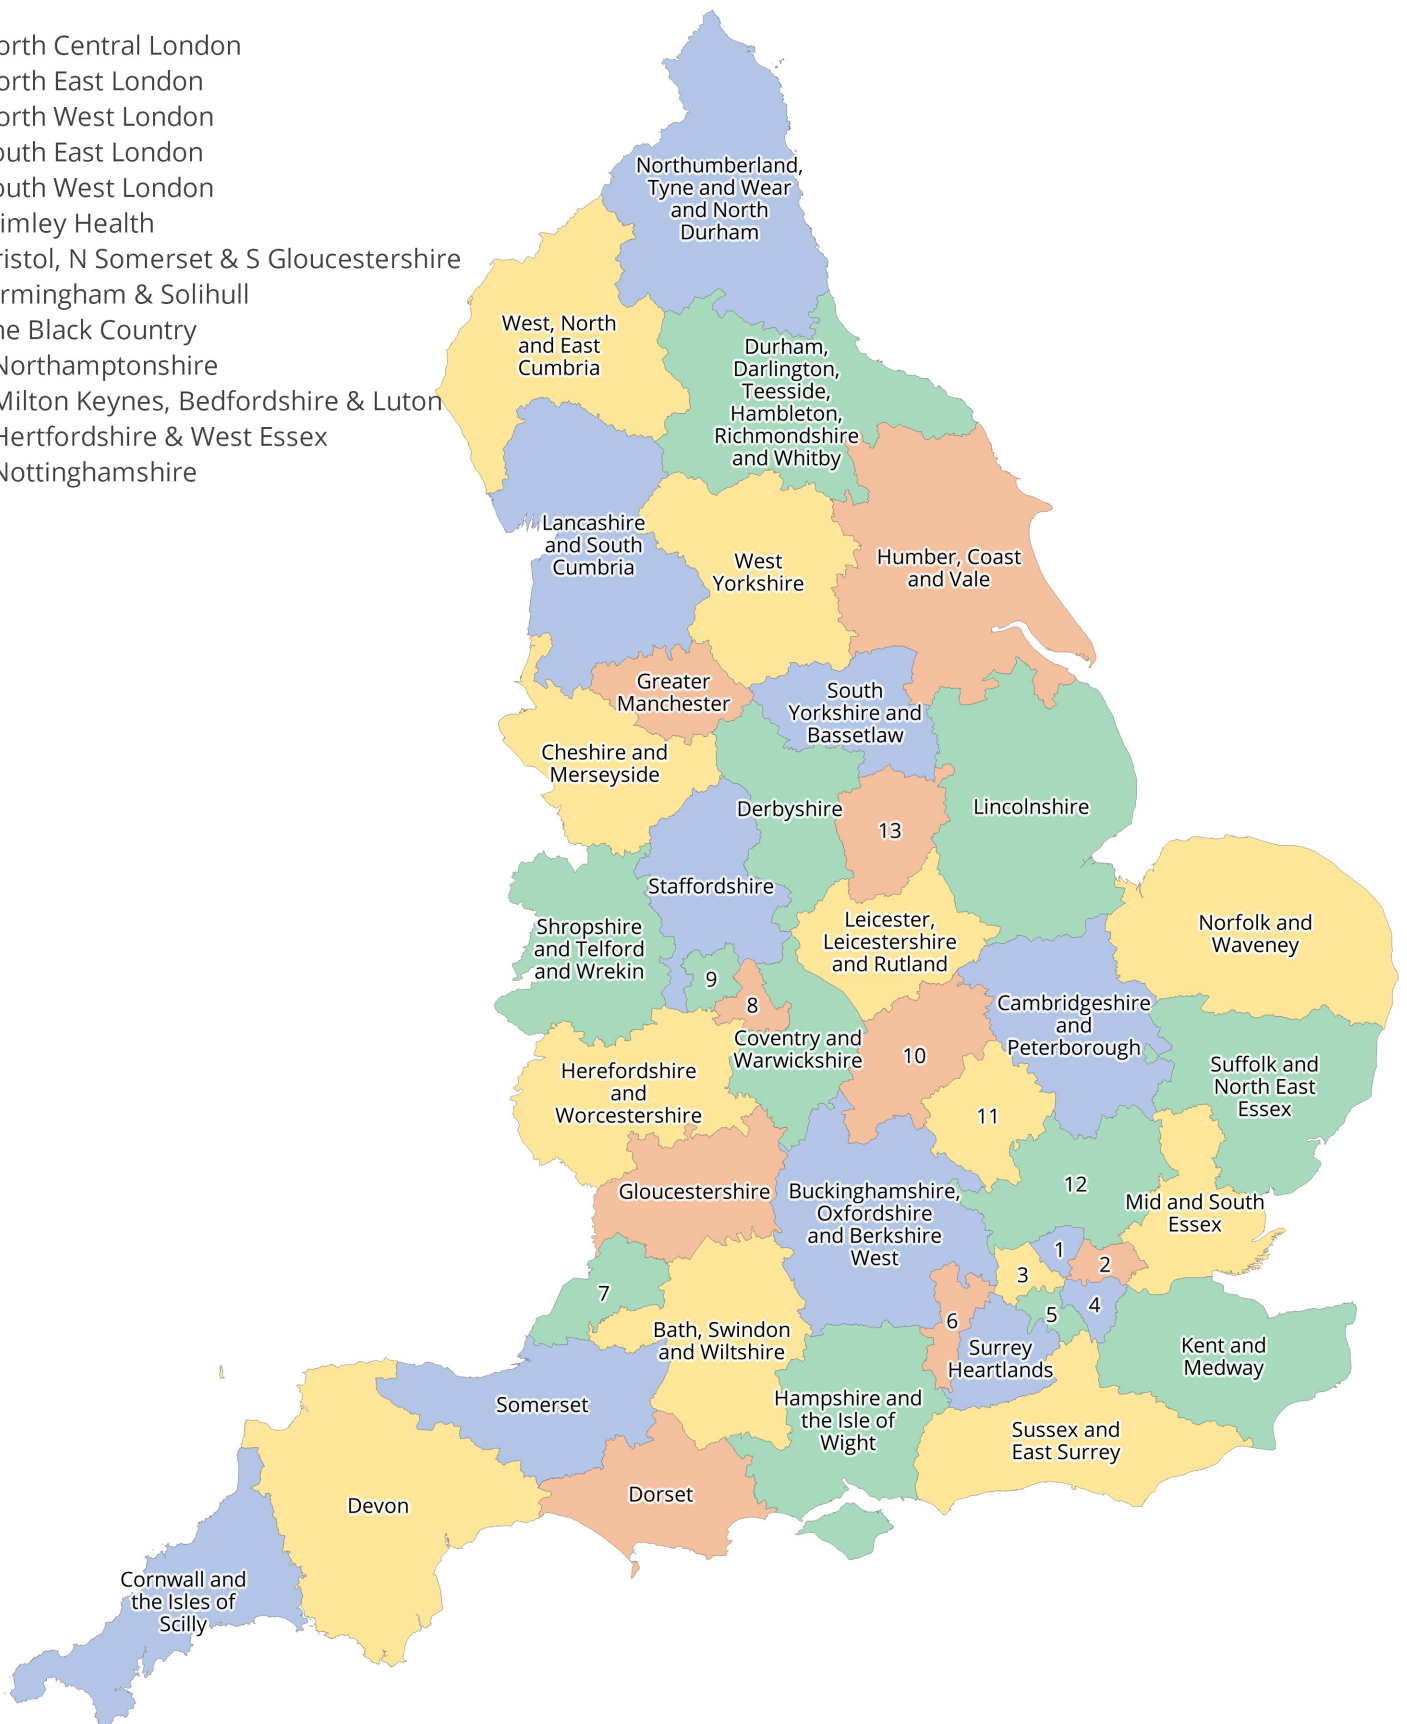 orth Central London
orth East London
orth West London
outh East London
outh West London
imley Health
ristol, N Somerset & S Gloucestershire
rmingham & Solihull
he Black Country
Northamptonshire
Milton Keynes, Bedfordshire & Luton
Hertfordshire & West Essex
Nottinghamshire
Northumberland,
Tyne and Wear
and North
Durham
West, North
and East
Cumbria
Durham,
Darlington,
Teesside,
Hambleton,
Richmondshire
and Whitby
Lancashire
and South
Cumbria
West
Yorkshire
Humber, Coast
and Vale
Greater
Manchester
South
Yorkshire and
Bassetlaw
Cheshire and
Merseyside
Derbyshire
13
Lincolnshire
Staffordshire
Shropshire
and Telford
and Wrekin
Leicester,
Leicestershire
and Rutland
Norfolk and
Waveney
9
8
Cambridgeshire
and
Peterborough
Coventry and
Warwickshire
10
Herefordshire
and
Worcestershire
Suffolk and
North East
Essex
11
Gloucestershire
Buckinghamshire,
Oxfordshire
and Berkshire
West
12
Mid and South
Essex
1
2
3
4
5
6
7
Bath, Swindon
and Wiltshire
Surrey
Heartlands
Kent and
Medway
Somerset
Hampshire and
the Isle of
Wight
Sussex and
East Surrey
Dorset
Devon
Cornwall and
the Isles of
Scilly